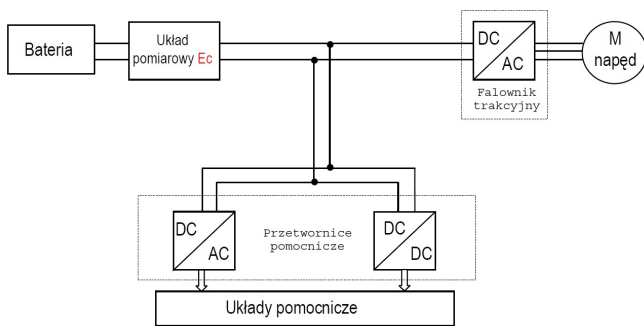 Bateria
Układ
pomiarowy Ec
DC
AC
M
napęd
Falownik
trakcyjny
DC
AC
Przetwornice
pomocnicze
DC
DC
Układy pomocnicze